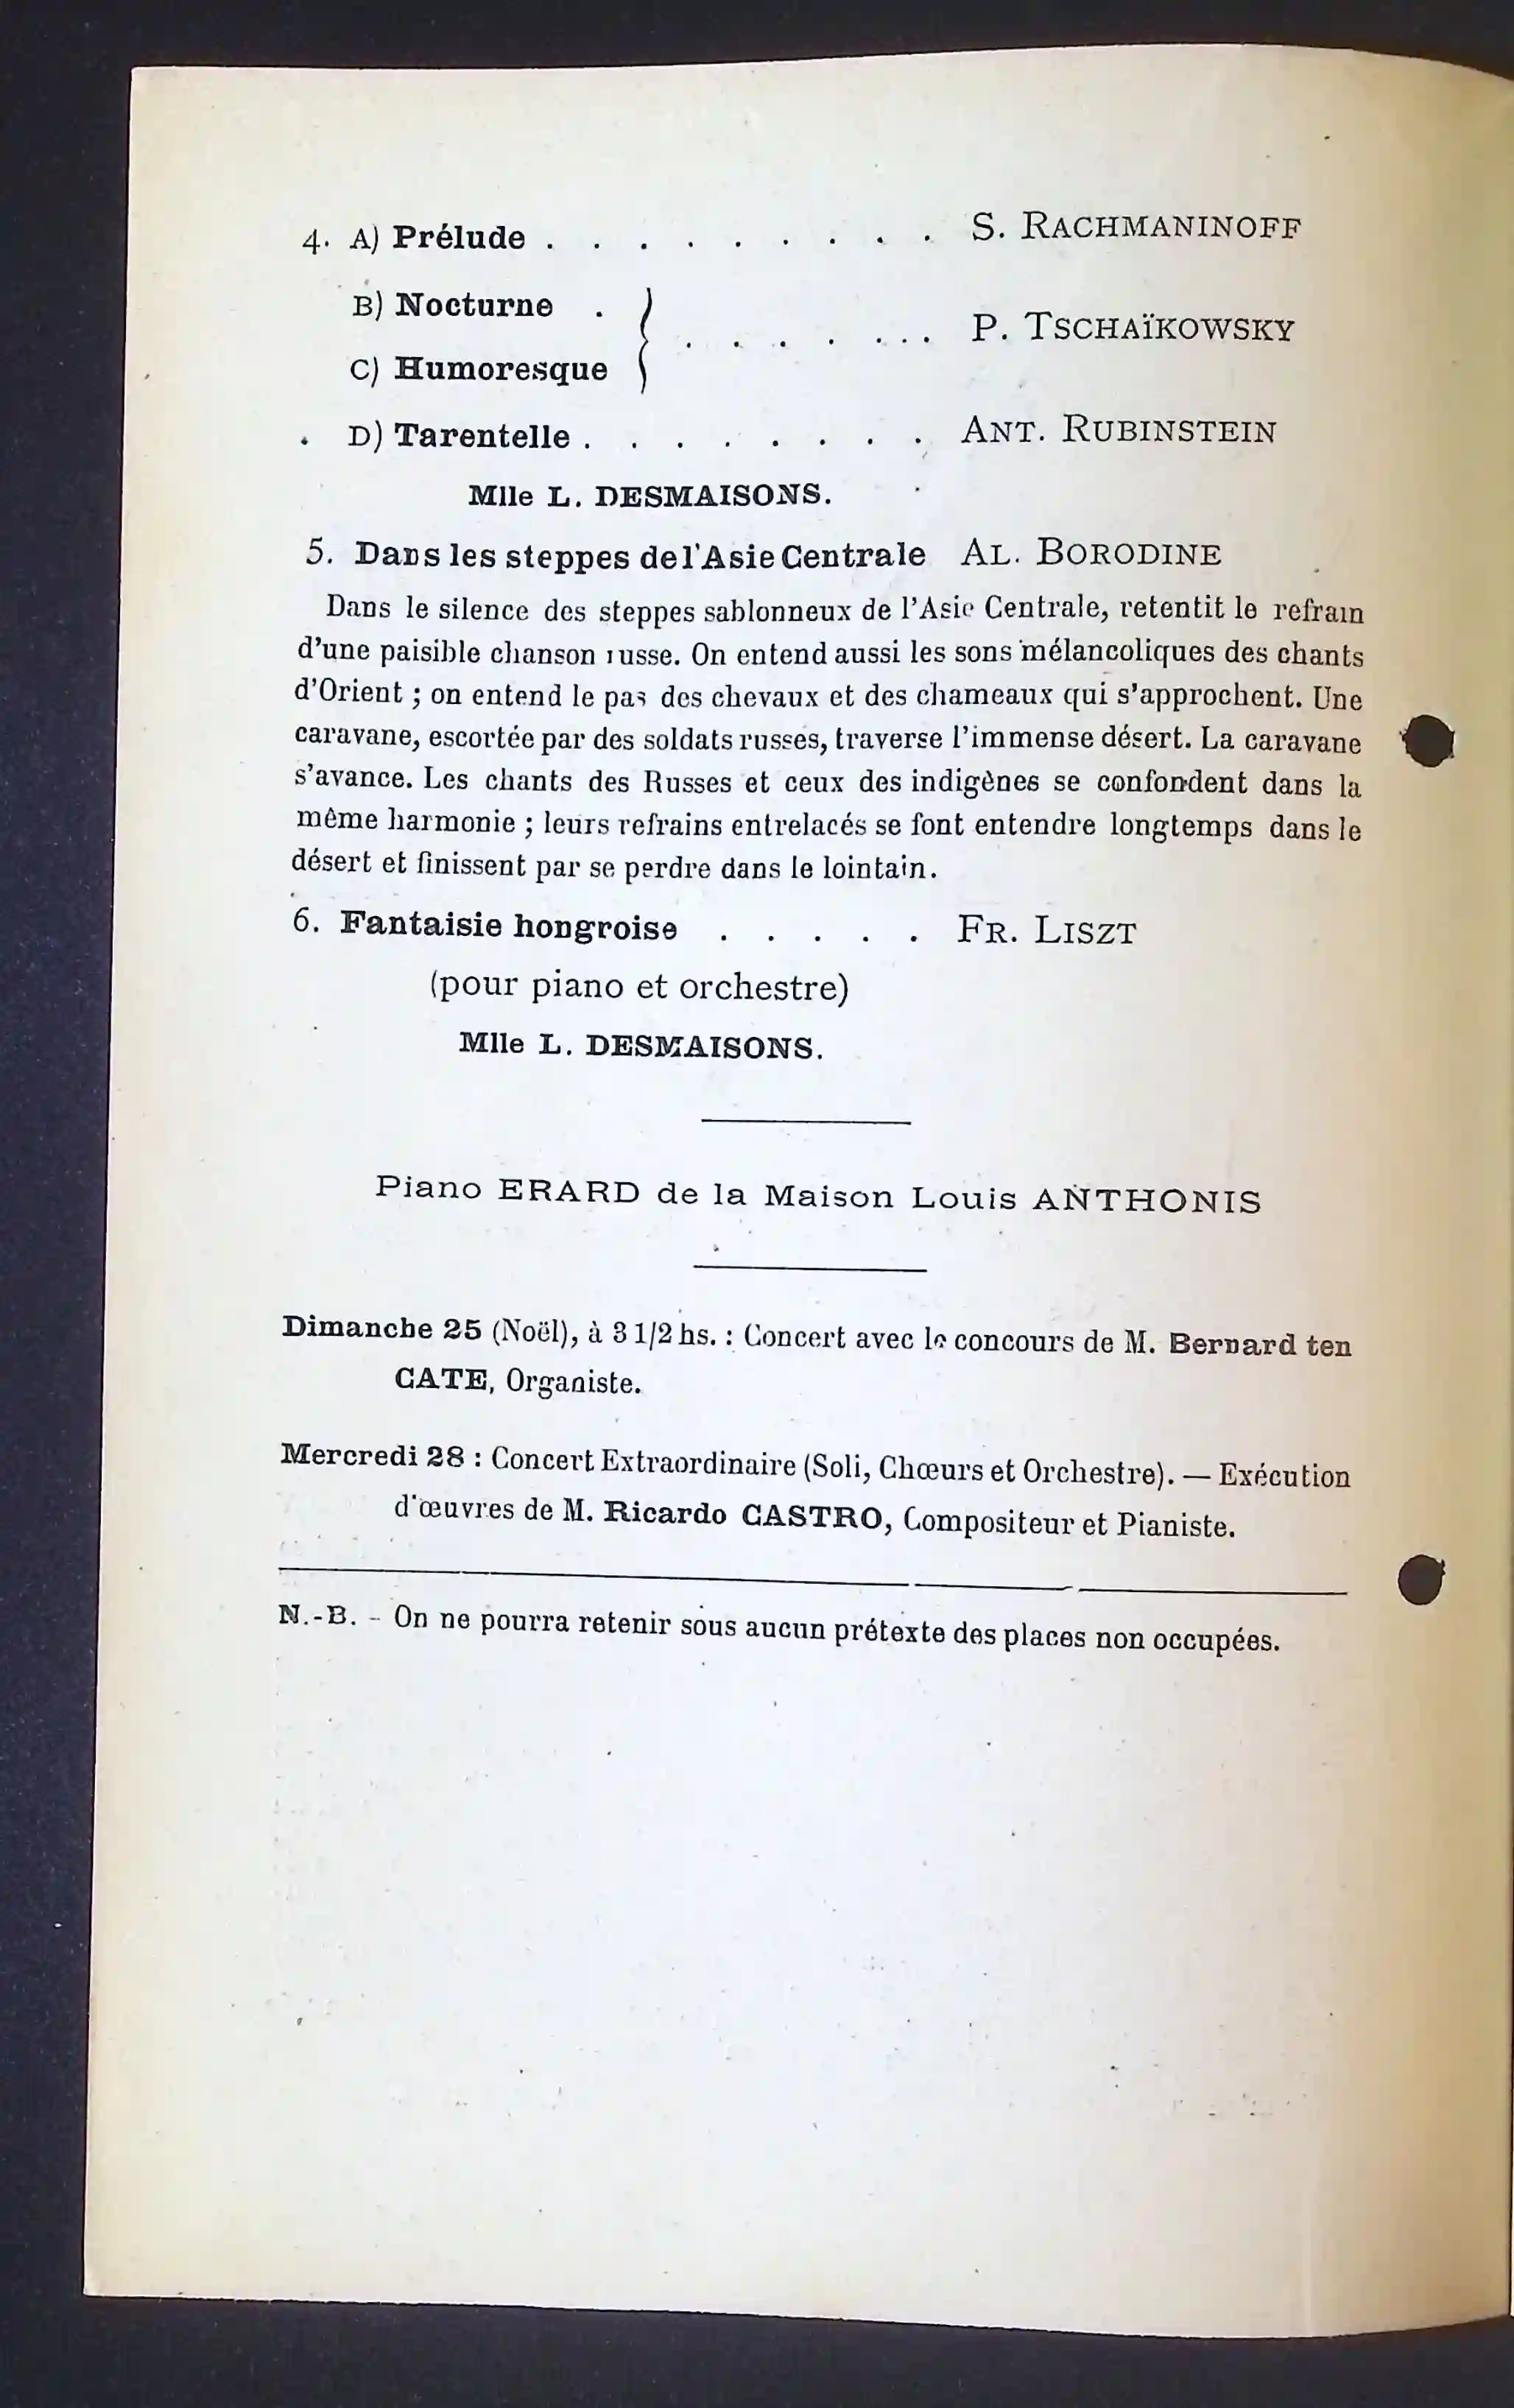 4. A) Prélude . . . . . . . . . S. RACHMANINOFF
B) Nocturne .
P. TSCHAÏKOWSKY
C) Humoresque
D) Tarentelle . . . . . . . . ANT. RUBINSTEIN
Mlle L. DESMAISONS.
5. Dans les steppes de l'Asie Centrale AL. BORODINE
Dans le silence des steppes sablonneux de l'Asie Centrale, retentit le refrain
d'une paisible chanson russe. On entend aussi les sons mélancoliques des chants
d'Orient ; on entend le pas des chevaux et des chameaux qui s'approchent. Une
caravane, escortée par des soldats russes, traverse l'immense désert. La caravane
s'avance. Les chants des Russes et ceux des indigènes se confondent dans la
même harmonie ; leurs refrains entrelacés se font entendre longtemps dans le
désert et finissent par se perdre dans le lointain.
6. Fantaisie hongroise . . . . . FR. LISZT
(pour piano et orchestre)
Mlle L. DESMAISONS.
Piano ERARD de la Maison Louis ANTHONIS
Dimanche 25 (Noël), à 3 1/2 hs. : Concert avec le concours de M. Bernard ten
CATE, Organiste.
Mercredi 28 : Concert Extraordinaire (Soli, Chœurs et Orchestre). — Exécution
d'œuvres de M. Ricardo CASTRO, Compositeur et Pianiste.
N.-B. - On ne pourra retenir sous aucun prétexte des places non occupées.